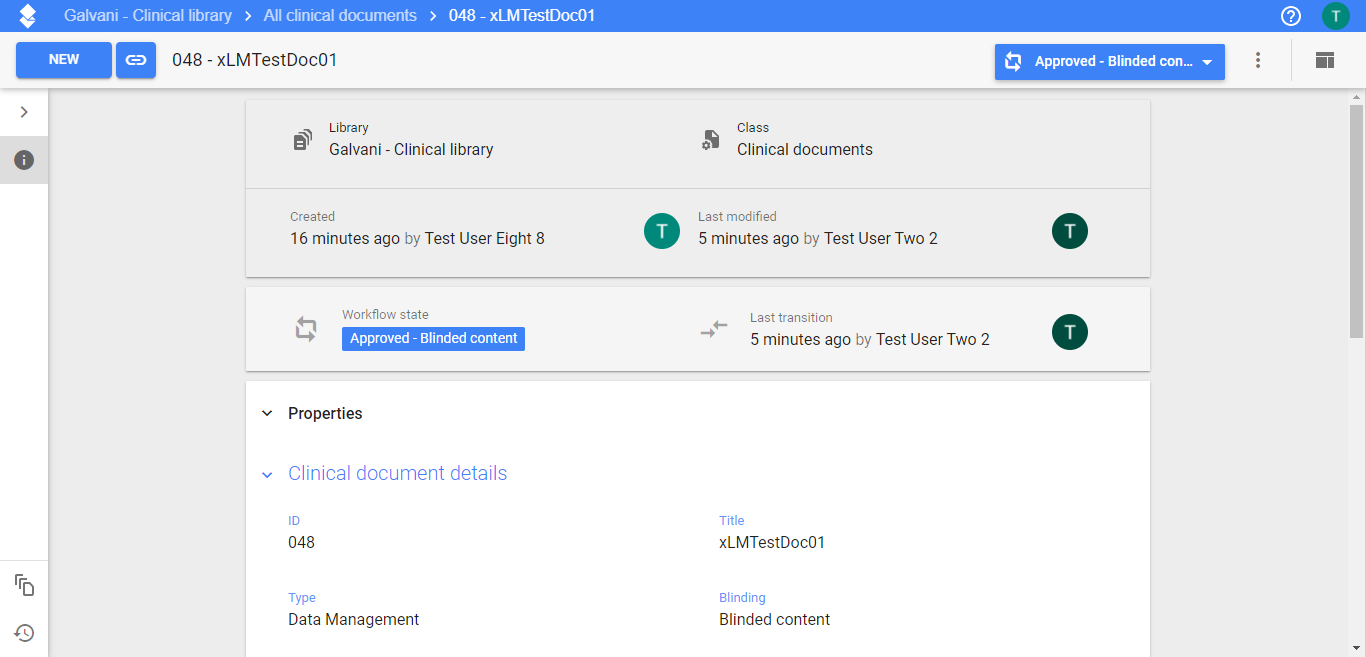 Galvani - Clinical library > All clinical documents > 048 - xLMTestDoc01
T
NEW
048 - xLMTestDoc01
Approved - Blinded con...
Library
Galvani - Clinical library
Class
Clinical documents
Created
16 minutes ago by Test User Eight 8
T
Last modified
5 minutes ago by Test User Two 2
T
Workflow state
Approved - Blinded content
Last transition
5 minutes ago by Test User Two 2
T
Properties
Clinical document details
ID
048
Title
xLMTestDoc01
Type
Data Management
Blinding
Blinded content